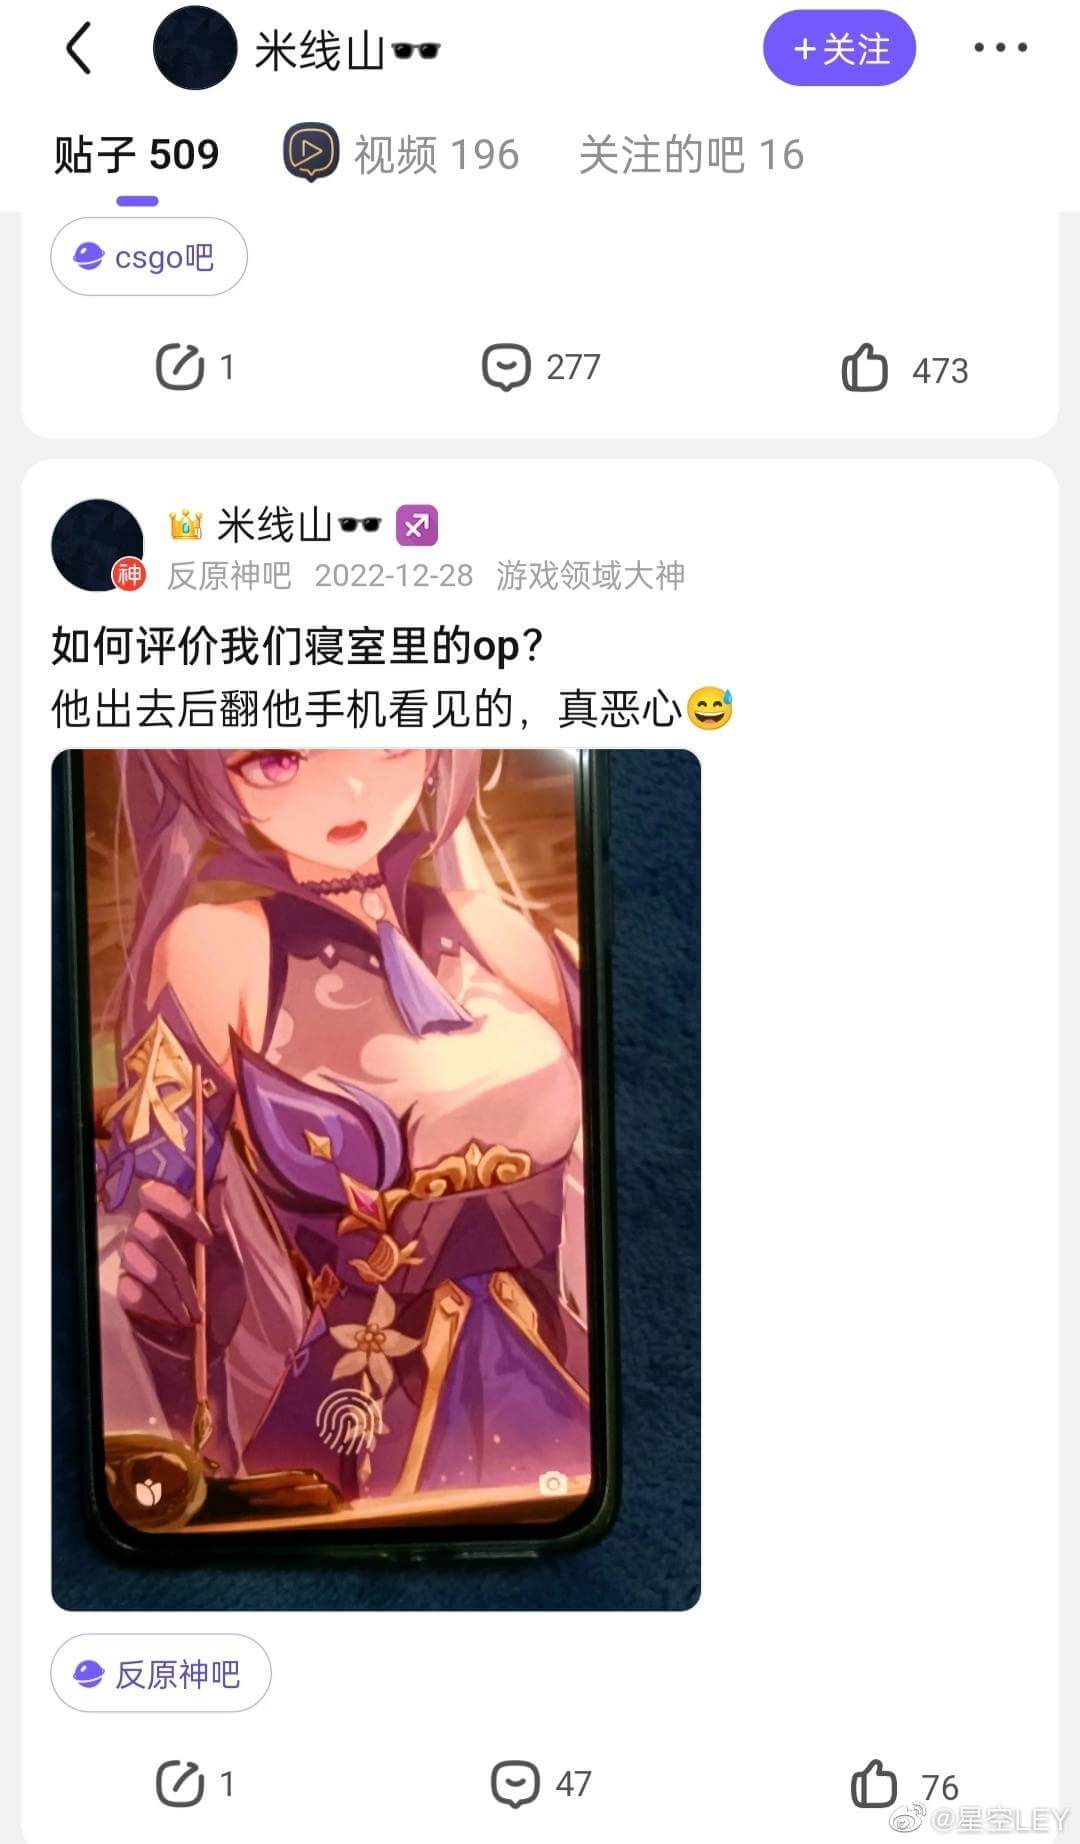 米线山🕶️
+关注
贴子 509
视频 196
关注的吧 16
csgo吧
1
277
473
米线山🕶️
神
反原神吧 2022-12-28 游戏领域大神
如何评价我们寝室里的op?
他出去后翻他手机看见的，真恶心😅
反原神吧
1
47
76
@星空LEY